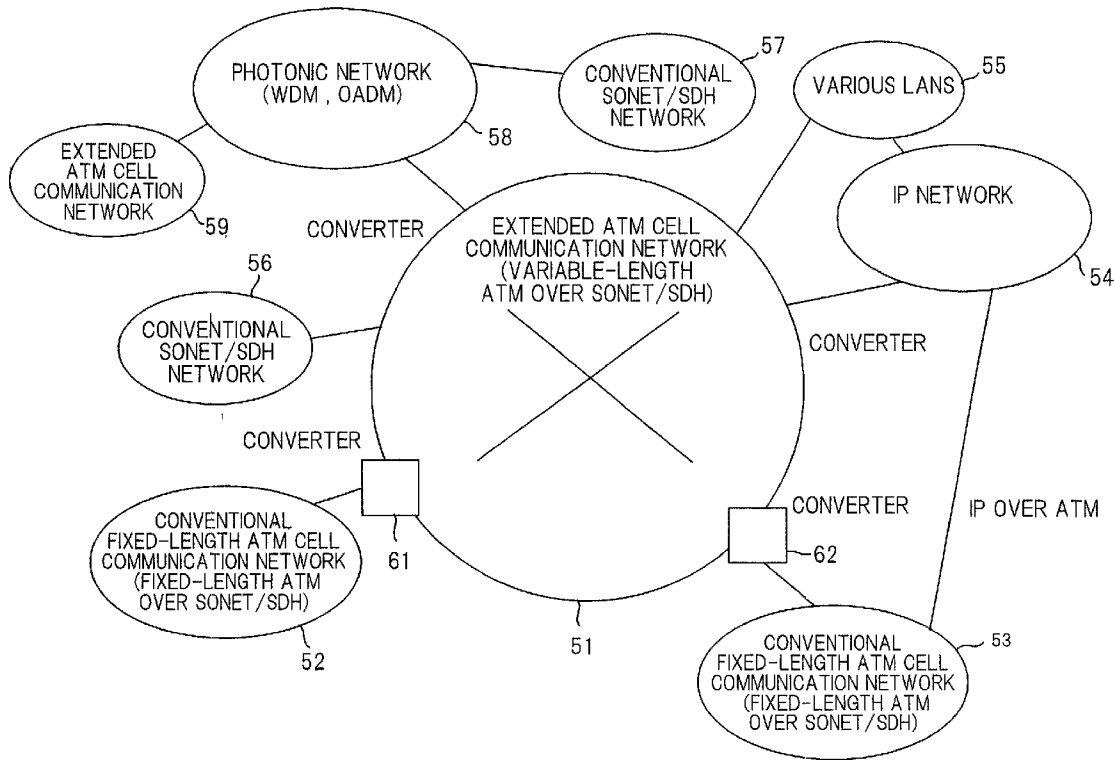 PHOTONIC NETWORK
(WDM , OADM)
58
57
CONVENTIONAL
SONET/SDH
NETWORK
VARIOUS LANS
55
EXTENDED
ATM CELL
COMMUNICATION
NETWORK
59
CONVERTER
EXTENDED ATM CELL
COMMUNICATION NETWORK
(VARIABLE-LENGTH
ATM OVER SONET/SDH)
IP NETWORK
54
56
CONVENTIONAL
SONET/SDH
NETWORK
CONVERTER
CONVERTER
61
CONVERTER
62
IP OVER ATM
CONVENTIONAL
FIXED-LENGTH ATM CELL
COMMUNICATION NETWORK
(FIXED-LENGTH ATM
OVER SONET/SDH)
52
51
53
CONVENTIONAL
FIXED-LENGTH ATM CELL
COMMUNICATION NETWORK
(FIXED-LENGTH ATM
OVER SONET/SDH)